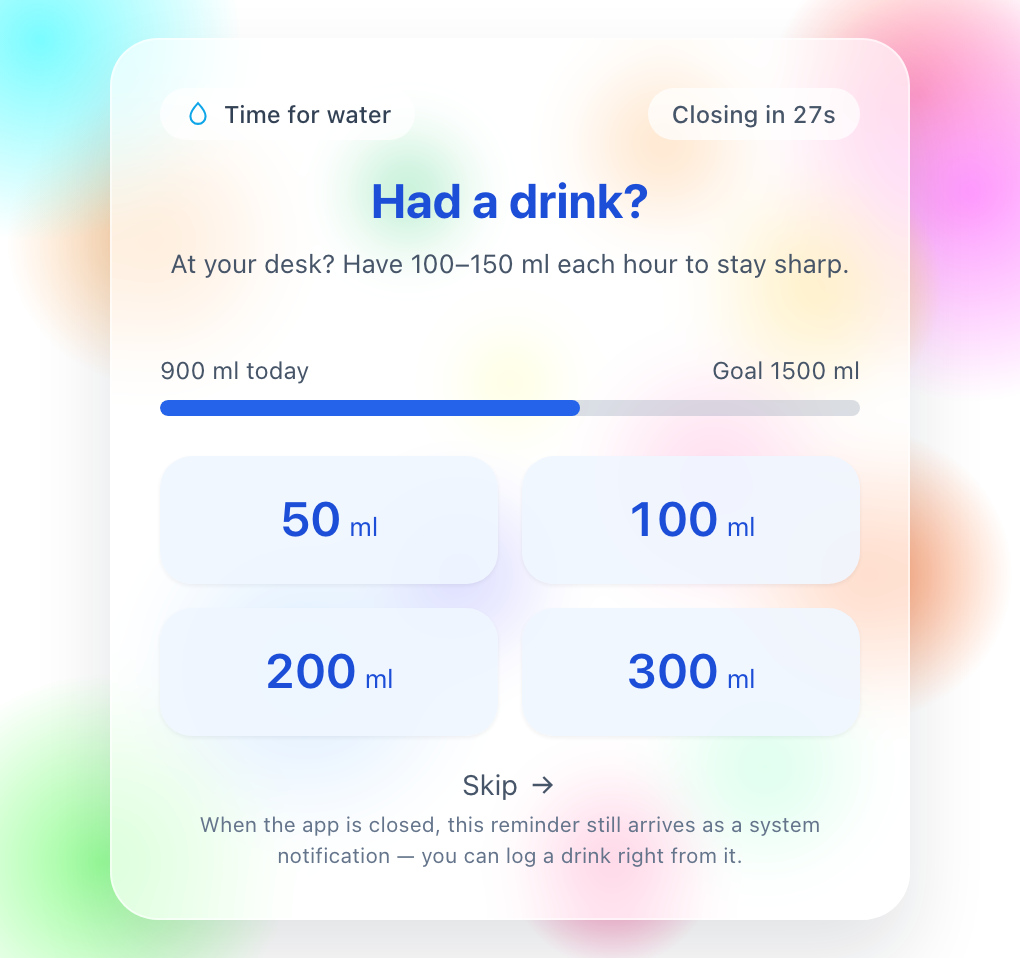 Time for water
Closing in 27s
Had a drink?
At your desk? Have 100–150 ml each hour to stay sharp.
900 ml today
Goal 1500 ml
50 ml
100 ml
200 ml
300 ml
Skip →
When the app is closed, this reminder still arrives as a system
notification — you can log a drink right from it.